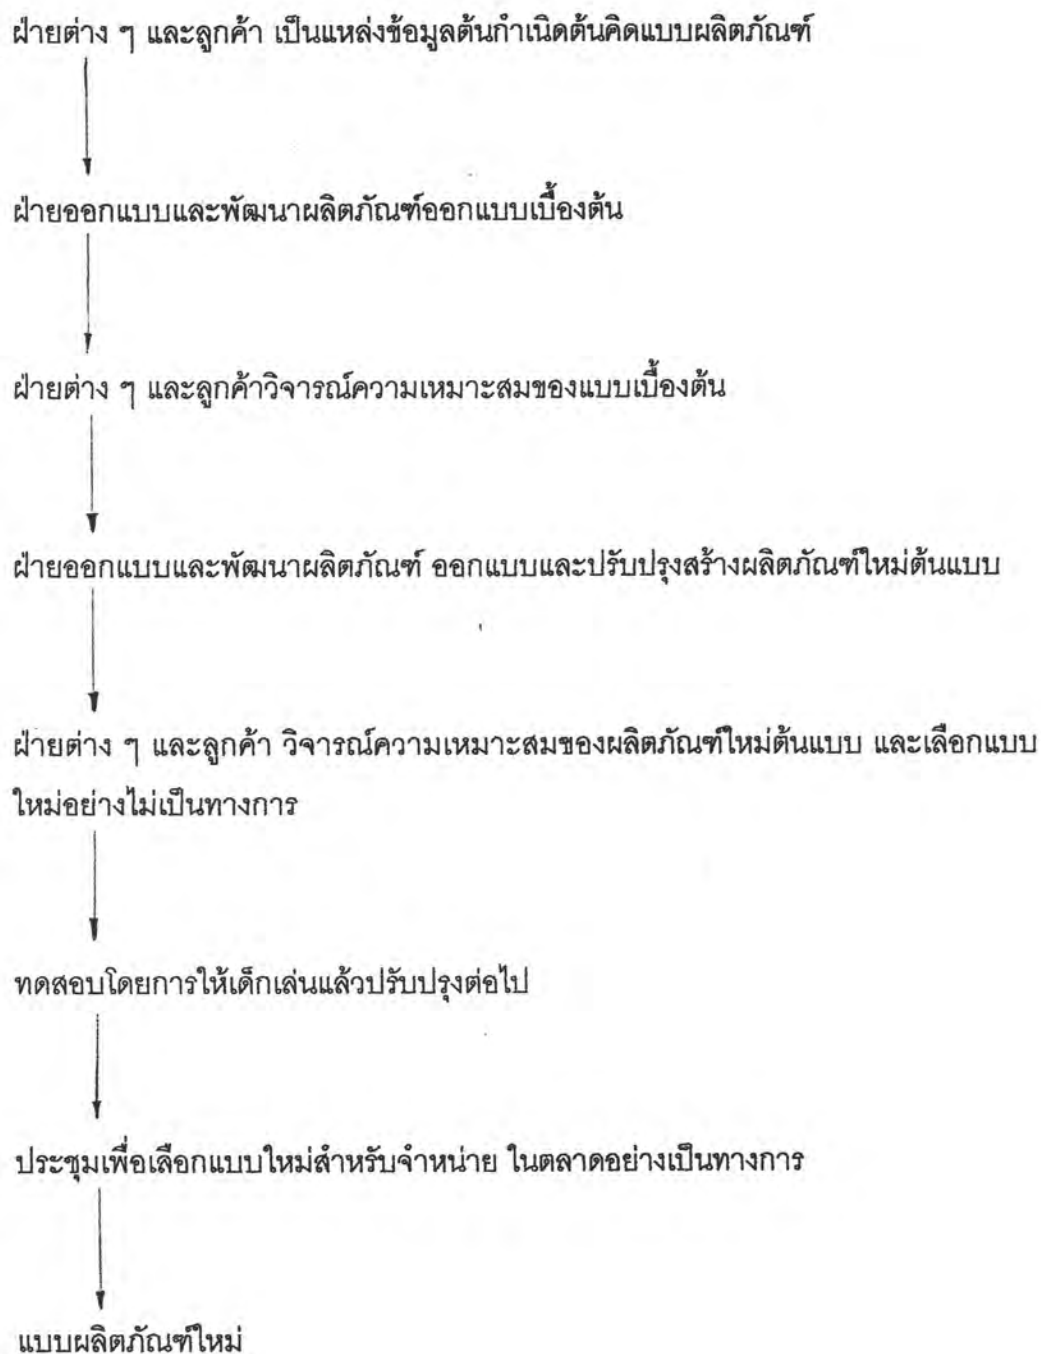 ฝ่ายต่าง ๆ และลูกค้า เป็นแหล่งข้อมูลต้นกำเนิดต้นคิดแบบผลิตภัณฑ์
ฝ่ายออกแบบและพัฒนาผลิตภัณฑ์ออกแบบเบื้องต้น
ฝ่ายต่าง ๆ และลูกค้าวิจารณ์ความเหมาะสมของแบบเบื้องต้น
ฝ่ายออกแบบและพัฒนาผลิตภัณฑ์ ออกแบบและปรับปรุงสร้างผลิตภัณฑ์ใหม่ต้นแบบ
ฝ่ายต่าง ๆ และลูกค้า วิจารณ์ความเหมาะสมของผลิตภัณฑ์ใหม่ต้นแบบ และเลือกแบบ
ใหม่อย่างไม่เป็นทางการ
ทดสอบโดยการให้เด็กเล่นแล้วปรับปรุงต่อไป
ประชุมเพื่อเลือกแบบใหม่สำหรับจำหน่าย ในตลาดอย่างเป็นทางการ
แบบผลิตภัณฑ์ใหม่